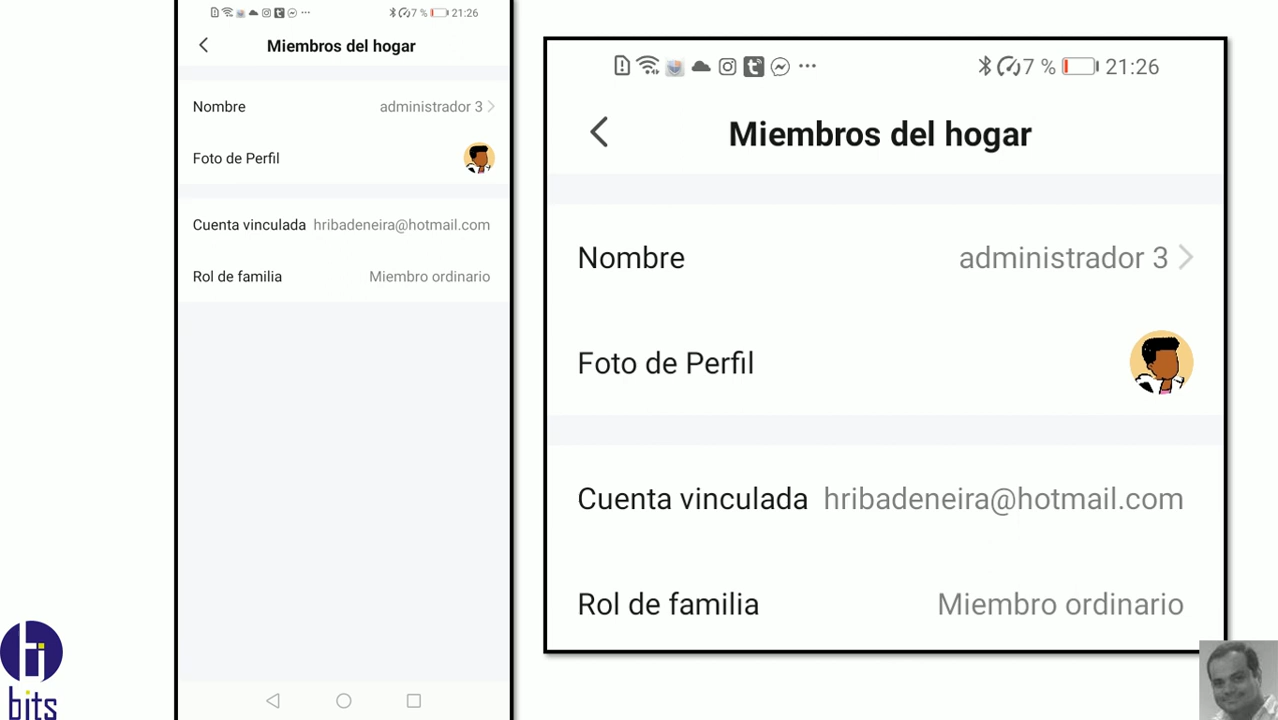 7 % 21:26
Miembros del hogar
Nombre administrador 3
Foto de Perfil
Cuenta vinculada hribadeneira@hotmail.com
Rol de familia Miembro ordinario
7 % 21:26
Miembros del hogar
Nombre administrador 3
Foto de Perfil
Cuenta vinculada hribadeneira@hotmail.com
Rol de familia Miembro ordinario
hi
bits